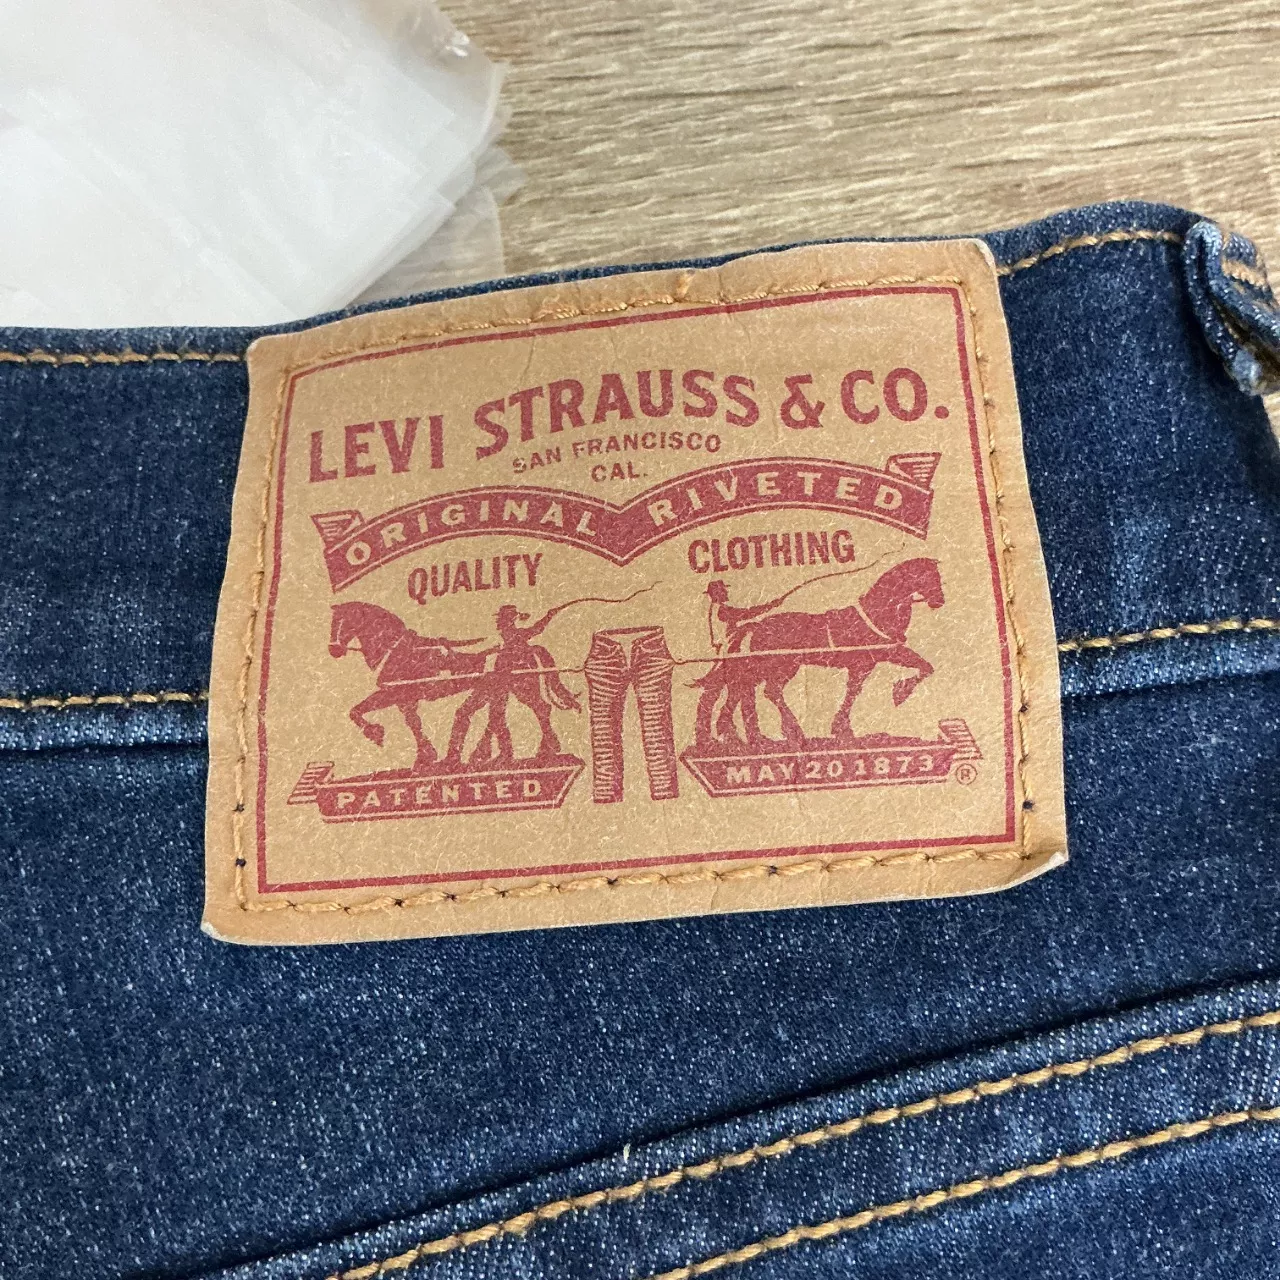 LEVI STRAUSS & CO.
SAN FRANCISCO
CAL.
ORIGINAL RIVETED
QUALITY CLOTHING
PATENTED MAY 20 1873 ®